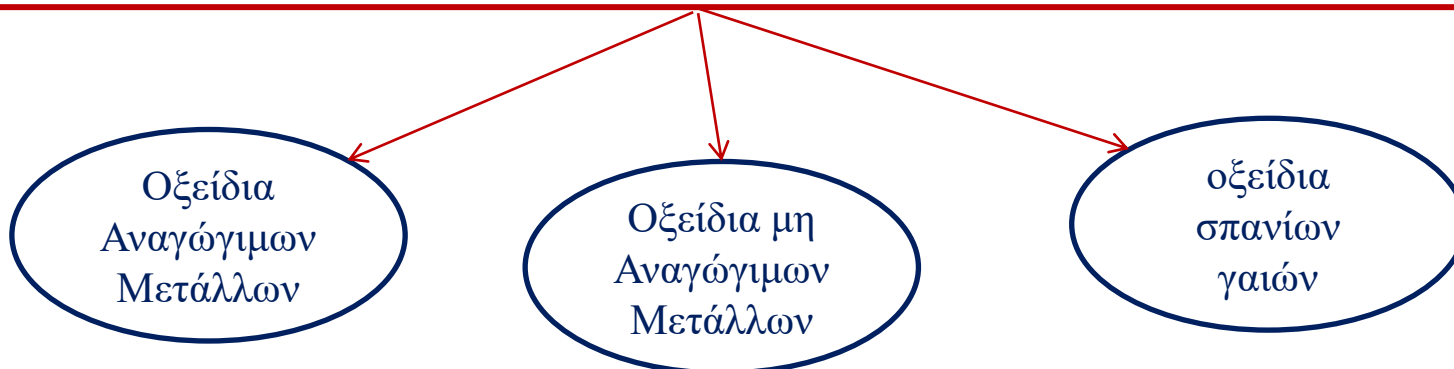 Οξείδια
Αναγώγιμων
Μετάλλων
Οξείδια μη
Αναγώγιμων
Μετάλλων
οξείδια
σπανίων
γαιών